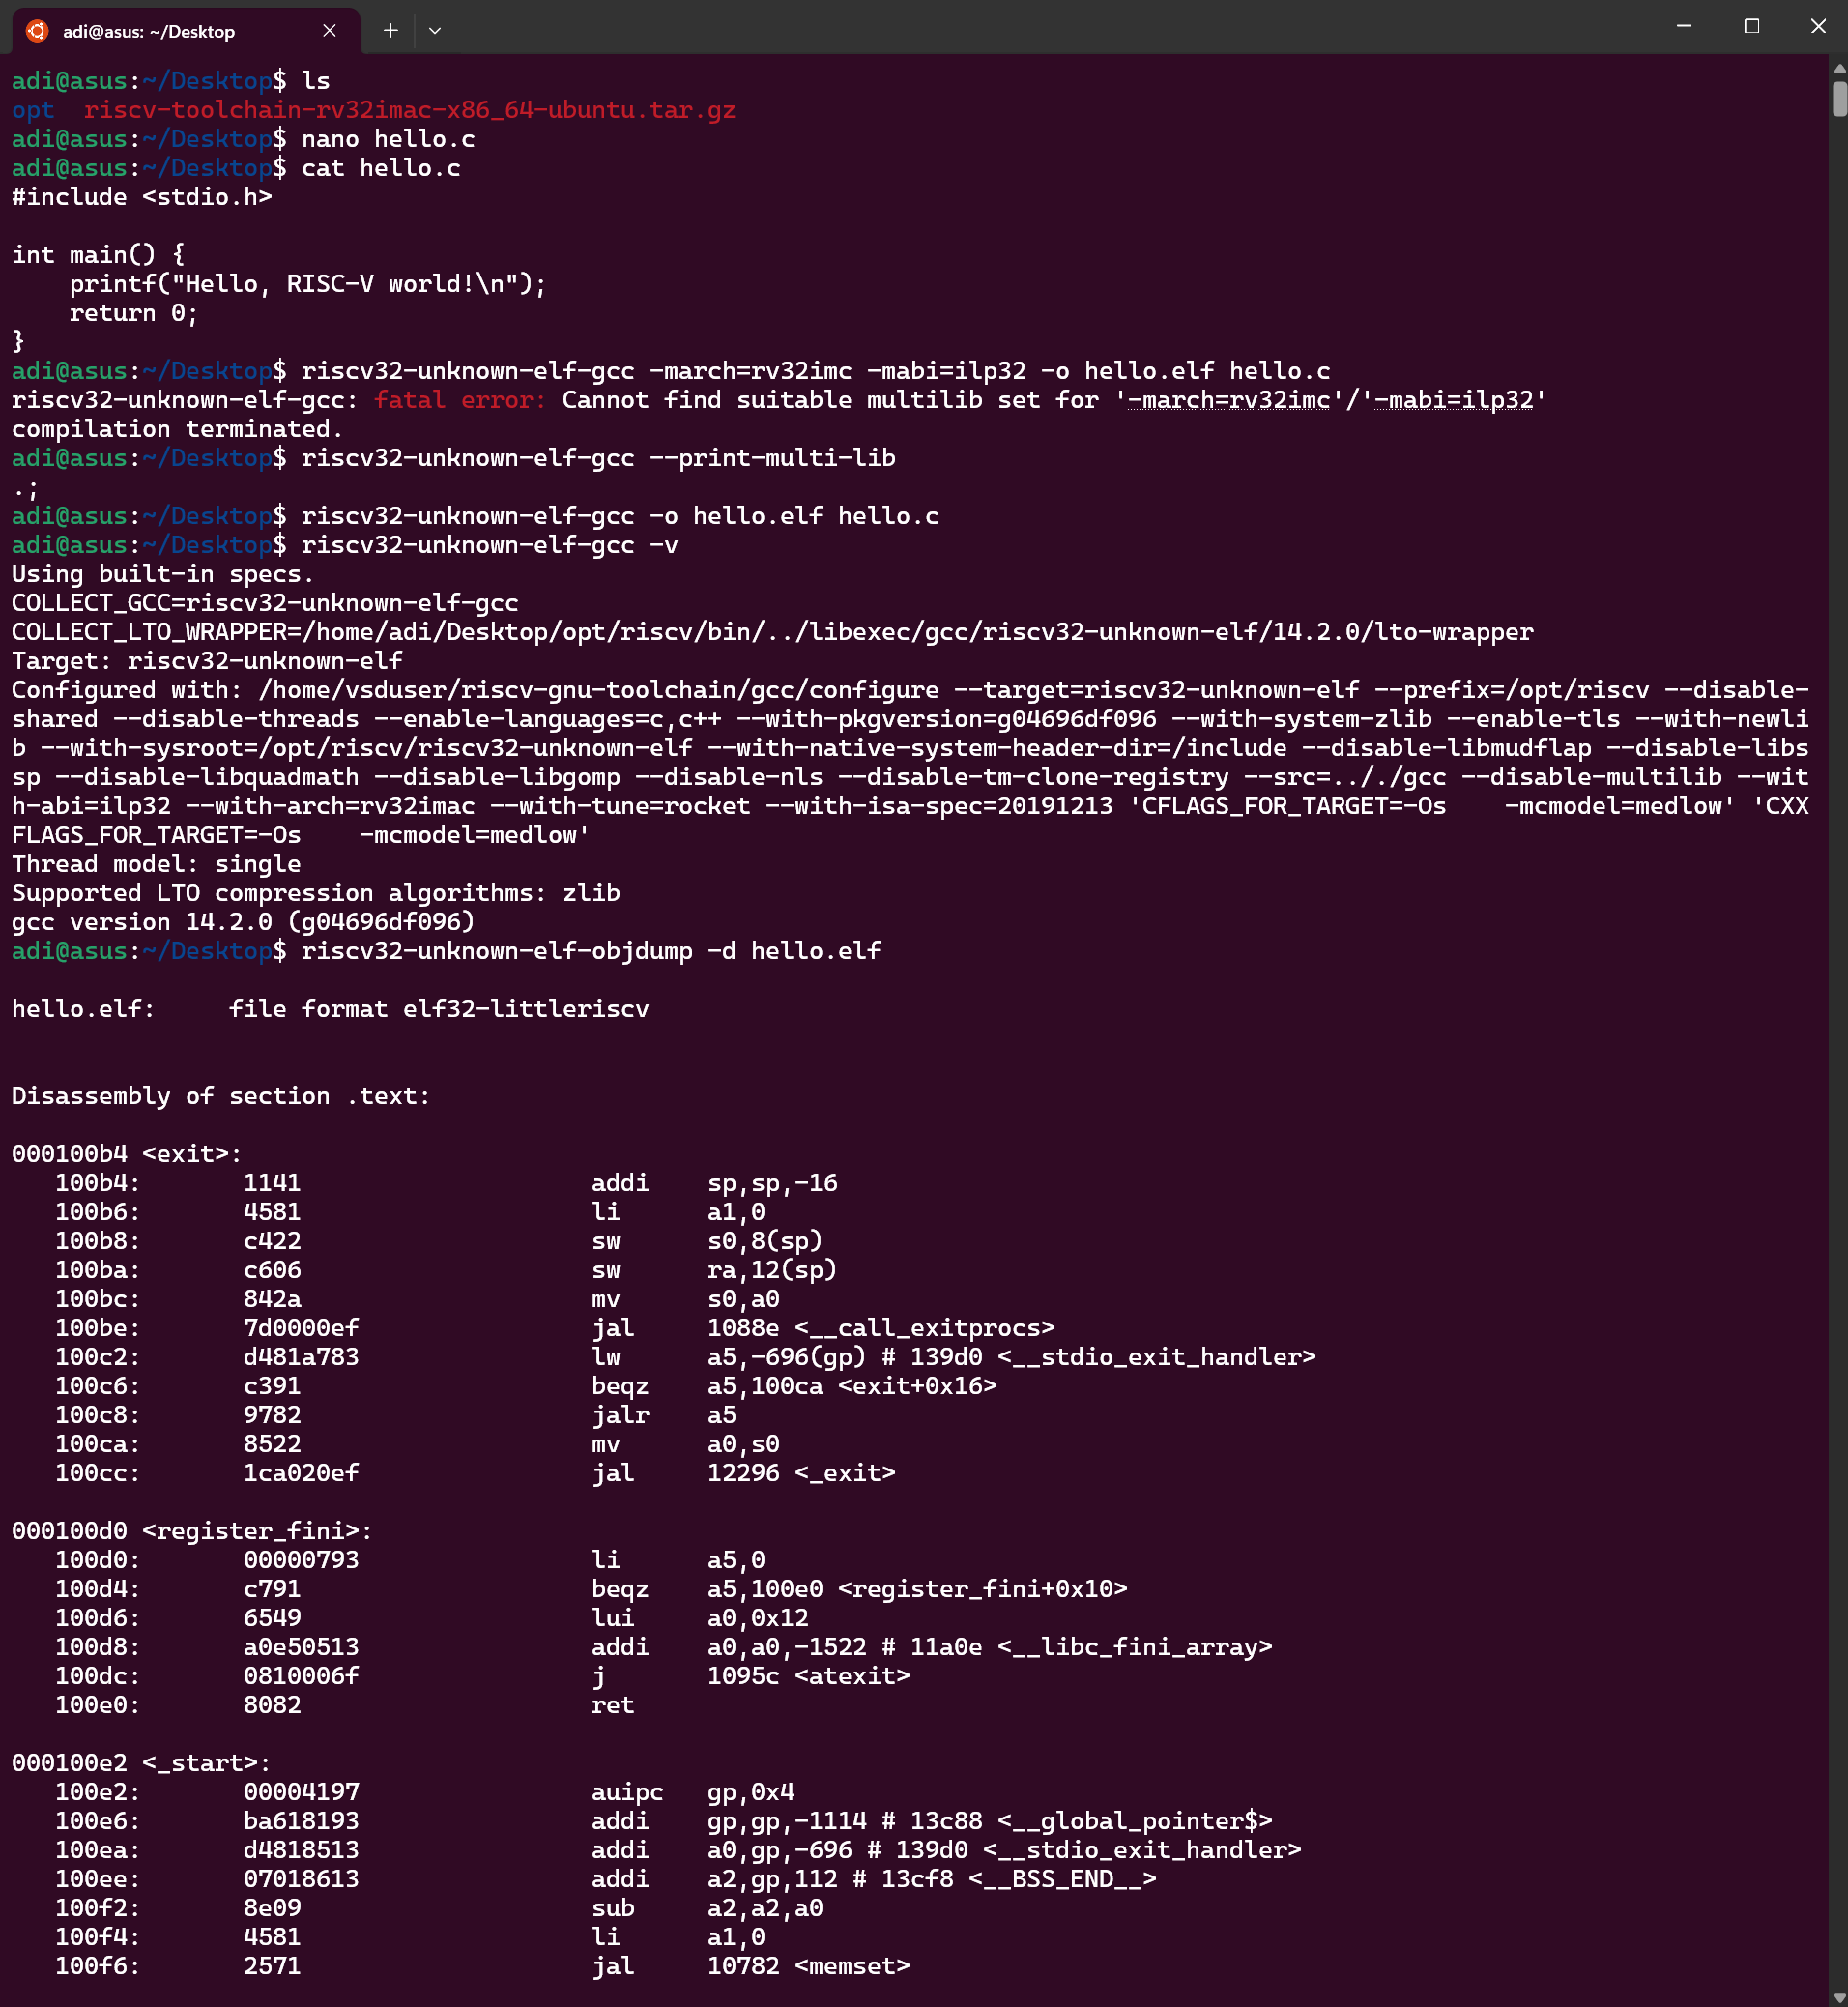 adi@asus: ~/Desktop
adi@asus:~/Desktop$ ls
opt  riscv-toolchain-rv32imac-x86_64-ubuntu.tar.gz
adi@asus:~/Desktop$ nano hello.c
adi@asus:~/Desktop$ cat hello.c
#include <stdio.h>

int main() {
    printf("Hello, RISC-V world!\n");
    return 0;
}
adi@asus:~/Desktop$ riscv32-unknown-elf-gcc -march=rv32imc -mabi=ilp32 -o hello.elf hello.c
riscv32-unknown-elf-gcc: fatal error: Cannot find suitable multilib set for '-march=rv32imc'/'-mabi=ilp32'
compilation terminated.
adi@asus:~/Desktop$ riscv32-unknown-elf-gcc --print-multi-lib
.;
adi@asus:~/Desktop$ riscv32-unknown-elf-gcc -o hello.elf hello.c
adi@asus:~/Desktop$ riscv32-unknown-elf-gcc -v
Using built-in specs.
COLLECT_GCC=riscv32-unknown-elf-gcc
COLLECT_LTO_WRAPPER=/home/adi/Desktop/opt/riscv/bin/../libexec/gcc/riscv32-unknown-elf/14.2.0/lto-wrapper
Target: riscv32-unknown-elf
Configured with: /home/vsduser/riscv-gnu-toolchain/gcc/configure --target=riscv32-unknown-elf --prefix=/opt/riscv --disable-
shared --disable-threads --enable-languages=c,c++ --with-pkgversion=g04696df096 --with-system-zlib --enable-tls --with-newli
b --with-sysroot=/opt/riscv/riscv32-unknown-elf --with-native-system-header-dir=/include --disable-libmudflap --disable-libs
sp --disable-libquadmath --disable-libgomp --disable-nls --disable-tm-clone-registry --src=.././gcc --disable-multilib --wit
h-abi=ilp32 --with-arch=rv32imac --with-tune=rocket --with-isa-spec=20191213 'CFLAGS_FOR_TARGET=-Os    -mcmodel=medlow' 'CXX
FLAGS_FOR_TARGET=-Os    -mcmodel=medlow'
Thread model: single
Supported LTO compression algorithms: zlib
gcc version 14.2.0 (g04696df096)
adi@asus:~/Desktop$ riscv32-unknown-elf-objdump -d hello.elf

hello.elf:     file format elf32-littleriscv


Disassembly of section .text:

000100b4 <exit>:
   100b4:       1141                    addi    sp,sp,-16
   100b6:       4581                    li      a1,0
   100b8:       c422                    sw      s0,8(sp)
   100ba:       c606                    sw      ra,12(sp)
   100bc:       842a                    mv      s0,a0
   100be:       7d0000ef                jal     1088e <__call_exitprocs>
   100c2:       d481a783                lw      a5,-696(gp) # 139d0 <__stdio_exit_handler>
   100c6:       c391                    beqz    a5,100ca <exit+0x16>
   100c8:       9782                    jalr    a5
   100ca:       8522                    mv      a0,s0
   100cc:       1ca020ef                jal     12296 <_exit>

000100d0 <register_fini>:
   100d0:       00000793                li      a5,0
   100d4:       c791                    beqz    a5,100e0 <register_fini+0x10>
   100d6:       6549                    lui     a0,0x12
   100d8:       a0e50513                addi    a0,a0,-1522 # 11a0e <__libc_fini_array>
   100dc:       0810006f                j       1095c <atexit>
   100e0:       8082                    ret

000100e2 <_start>:
   100e2:       00004197                auipc   gp,0x4
   100e6:       ba618193                addi    gp,gp,-1114 # 13c88 <__global_pointer$>
   100ea:       d4818513                addi    a0,gp,-696 # 139d0 <__stdio_exit_handler>
   100ee:       07018613                addi    a2,gp,112 # 13cf8 <__BSS_END__>
   100f2:       8e09                    sub     a2,a2,a0
   100f4:       4581                    li      a1,0
   100f6:       2571                    jal     10782 <memset>